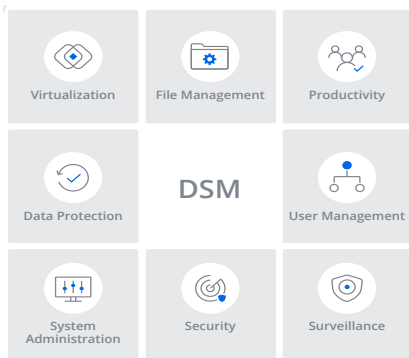 Virtualization
File Management
Productivity
Data Protection
DSM
User Management
System
Administration
Security
Surveillance